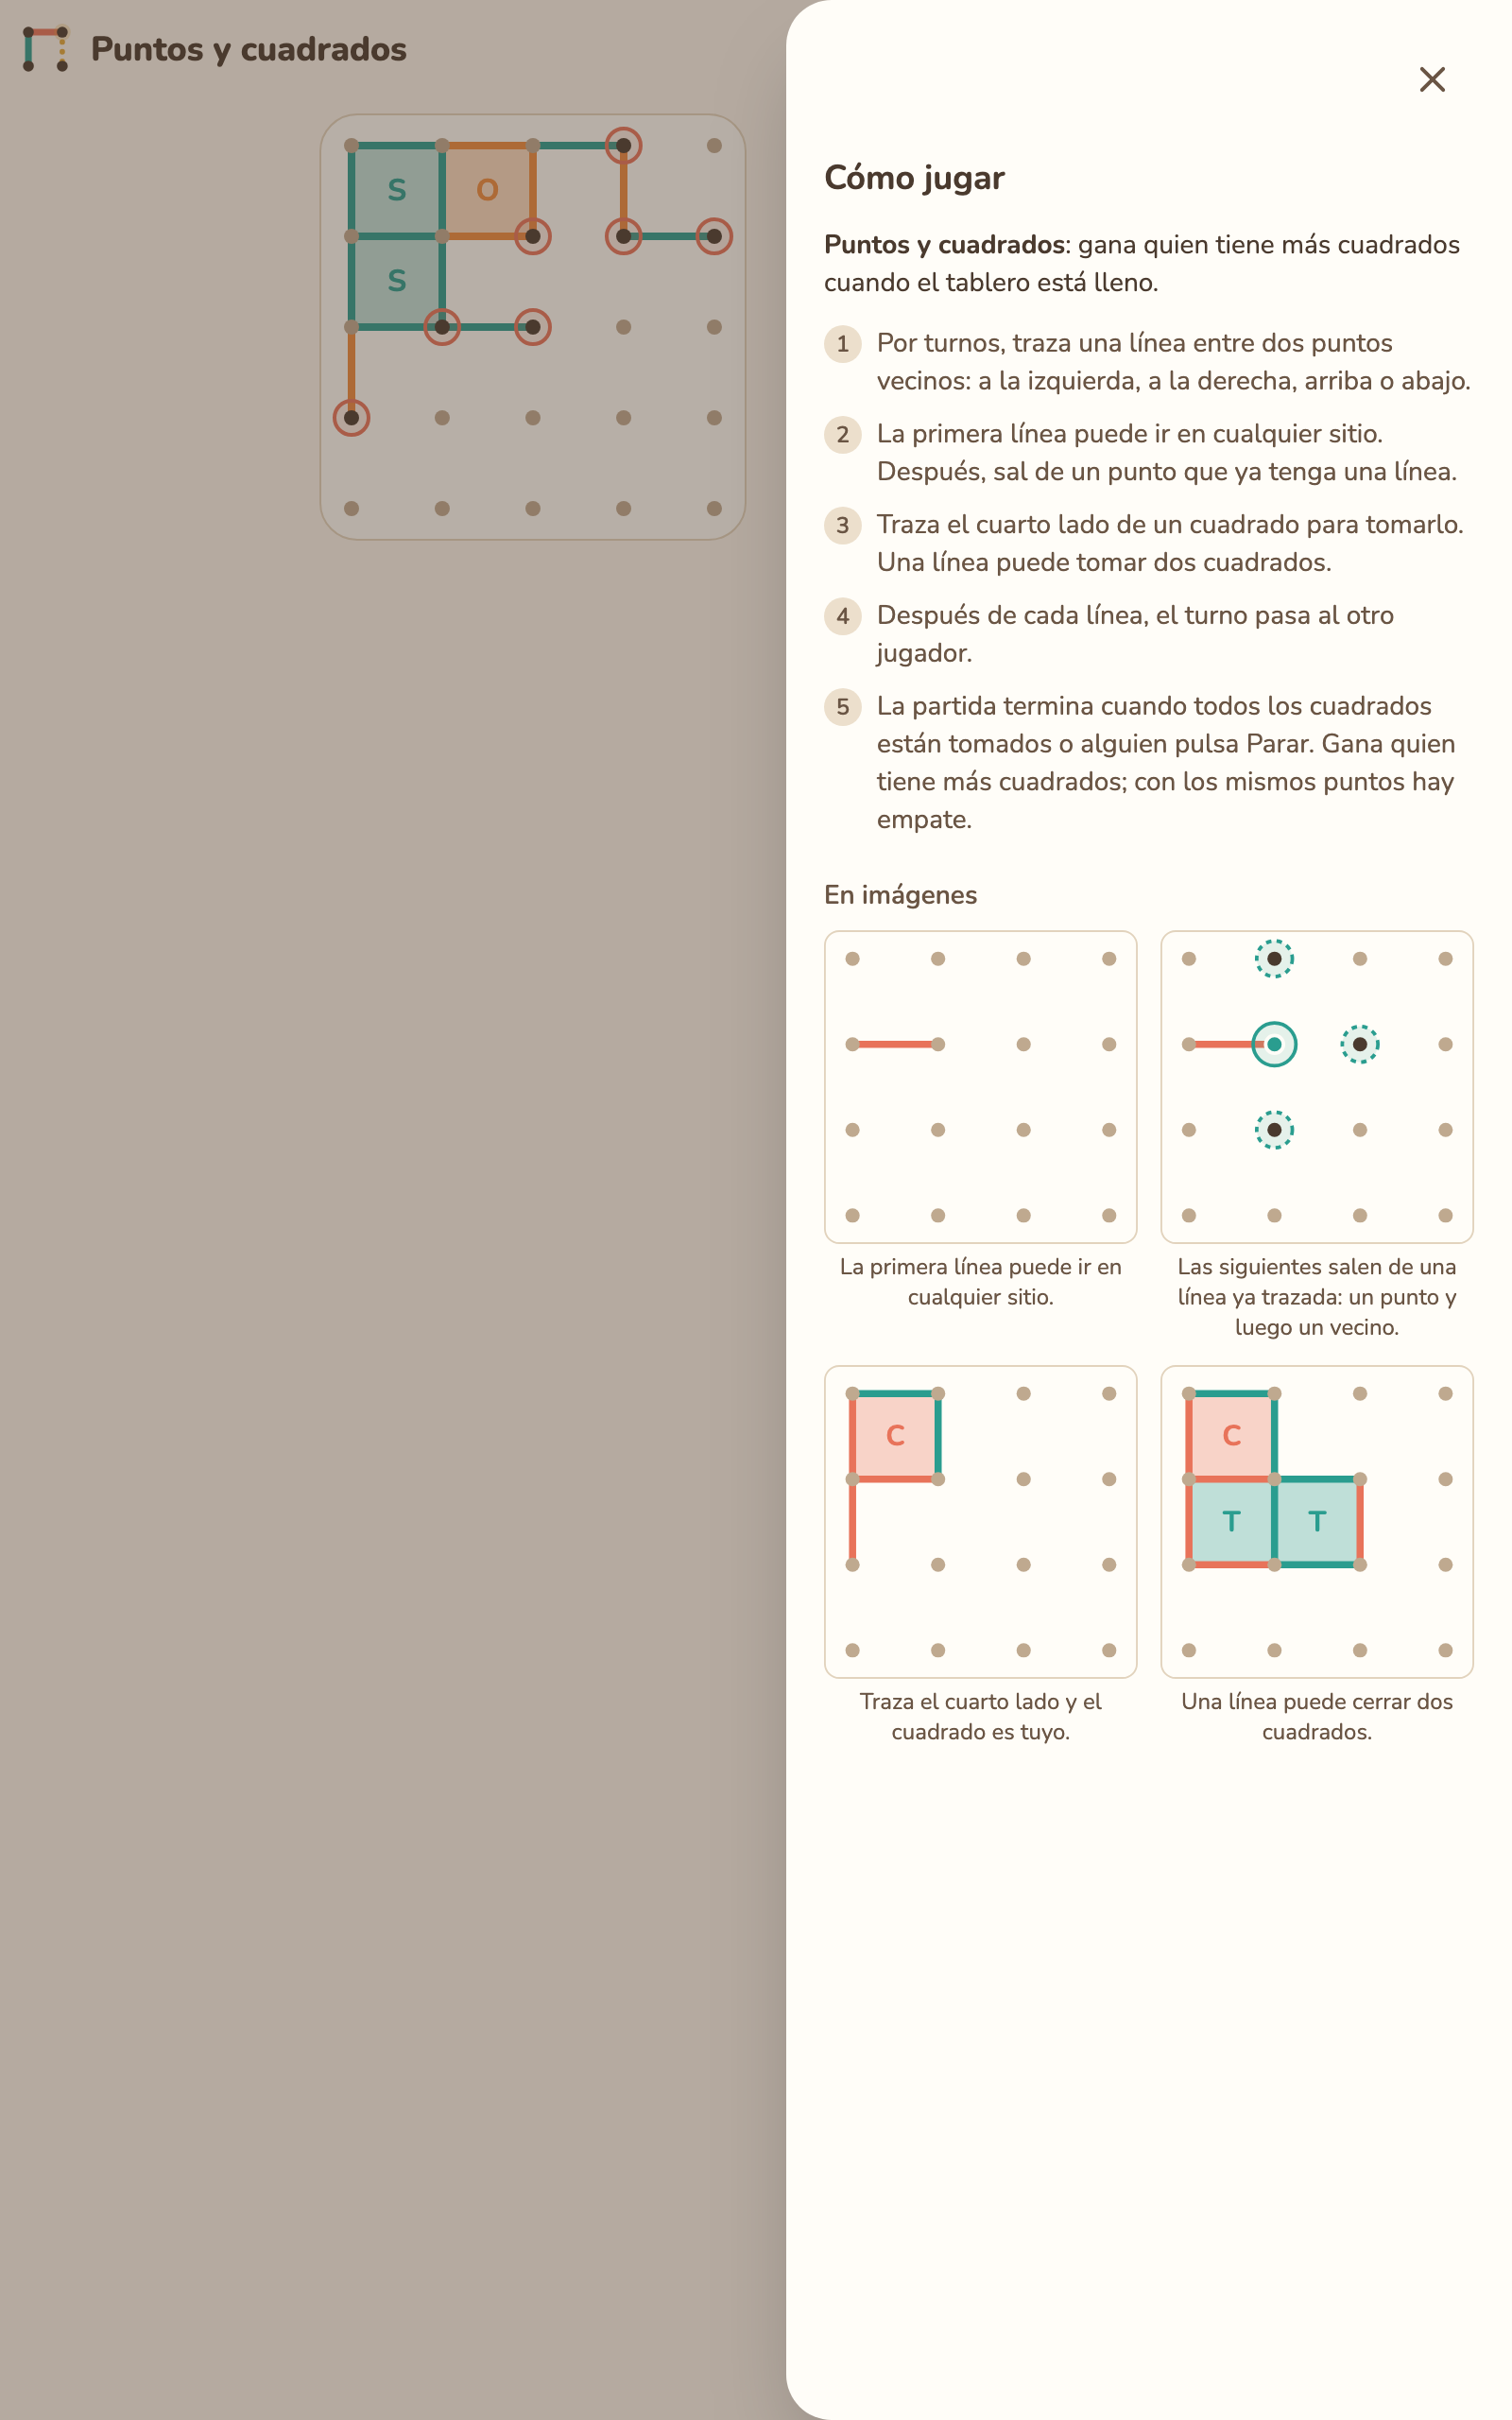 Puntos y cuadrados
S O
S
Cómo jugar
Puntos y cuadrados: gana quien tiene más cuadrados
cuando el tablero está lleno.
1 Por turnos, traza una línea entre dos puntos
vecinos: a la izquierda, a la derecha, arriba o abajo.
2 La primera línea puede ir en cualquier sitio.
Después, sal de un punto que ya tenga una línea.
3 Traza el cuarto lado de un cuadrado para tomarlo.
Una línea puede tomar dos cuadrados.
4 Después de cada línea, el turno pasa al otro
jugador.
5 La partida termina cuando todos los cuadrados
están tomados o alguien pulsa Parar. Gana quien
tiene más cuadrados; con los mismos puntos hay
empate.
En imágenes
La primera línea puede ir en
cualquier sitio.
Las siguientes salen de una
línea ya trazada: un punto y
luego un vecino.
C
Traza el cuarto lado y el
cuadrado es tuyo.
C
T T
Una línea puede cerrar dos
cuadrados.